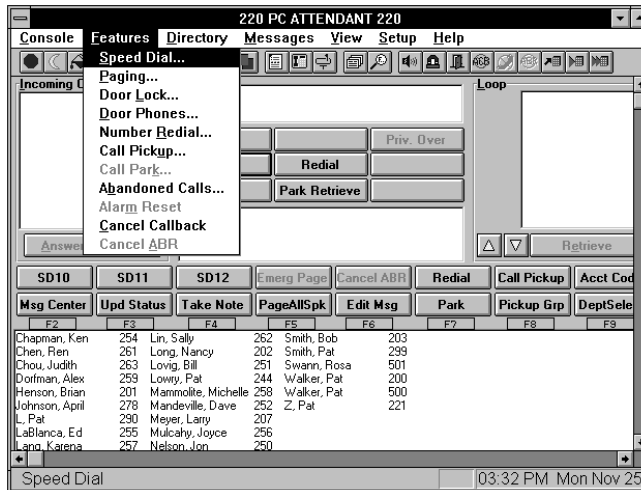 220 PC ATTENDANT 220
Console Features Directory Messages View Setup Help
Speed Dial...
Paging...
Door Lock...
Door Phones...
Number Redial...
Call Pickup...
Call Park...
Abandoned Calls...
Alarm Reset
Cancel Callback
Cancel ABR
ACB
Incoming C
Loop
Priv. Over
Redial
Park Retrieve
Answe
Retrieve
SD10 SD11 SD12 Emerg Page Cancel ABR Redial Call Pickup Acct Cod
Msg Center Upd Status Take Note PageAllSpk Edit Msg Park Pickup Grp DeptSele
F2 F3 F4 F5 F6 F7 F8 F9
Chapman, Ken 254 Lin, Sally 262 Smith, Bob 203
Chen, Ren 261 Long, Nancy 202 Smith, Pat 299
Chou, Judith 263 Lovig, Bill 251 Swann, Rosa 501
Dorfman, Alex 259 Lowry, Pat 244 Walker, Pat 200
Henson, Brian 201 Mammolite, Michelle 258 Walker, Pat 500
Johnson, April 278 Mandeville, Dave 252 Z, Pat 221
L, Pat 290 Meyer, Larry 207
LaBlanca, Ed 255 Mulcahy, Joyce 256
Lang, Karena 257 Nelson, Jon 250
Speed Dial 03:32 PM Mon Nov 25